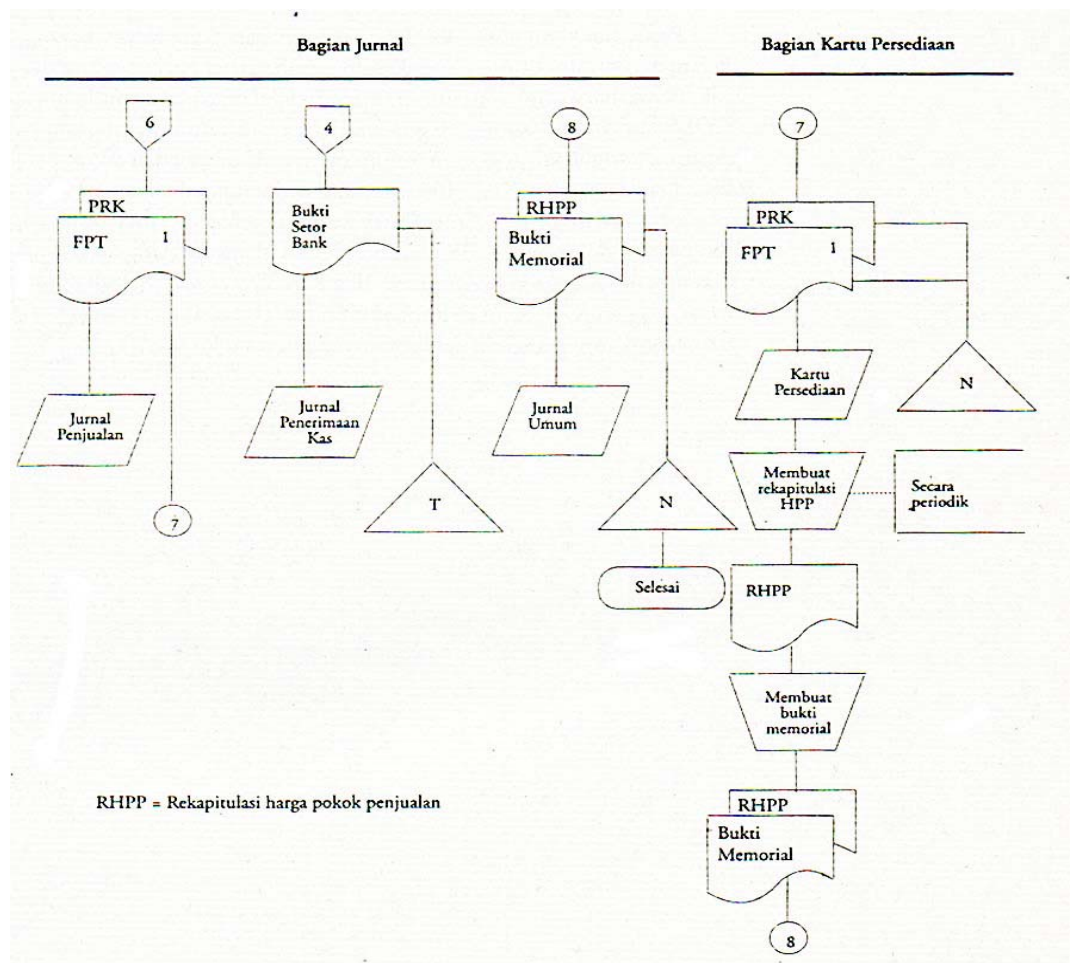 Bagian Jurnal
6
PRK
FPT 1
Jurnal
Penjualan
7
4
Bukti
Setor
Bank
Jurnal
Penerimaan
Kas
T
8
RHPP
Bukti
Memorial
Jurnal
Umum
N
Selesai
Bagian Kartu Persediaan
7
PRK
FPT 1
Kartu
Persediaan
N
Membuat
rekapitulasi
HPP
Secara
periodik
RHPP
Membuat
bukti
memorial
RHPP
Bukti
Memorial
8
RHPP = Rekapitulasi harga pokok penjualan